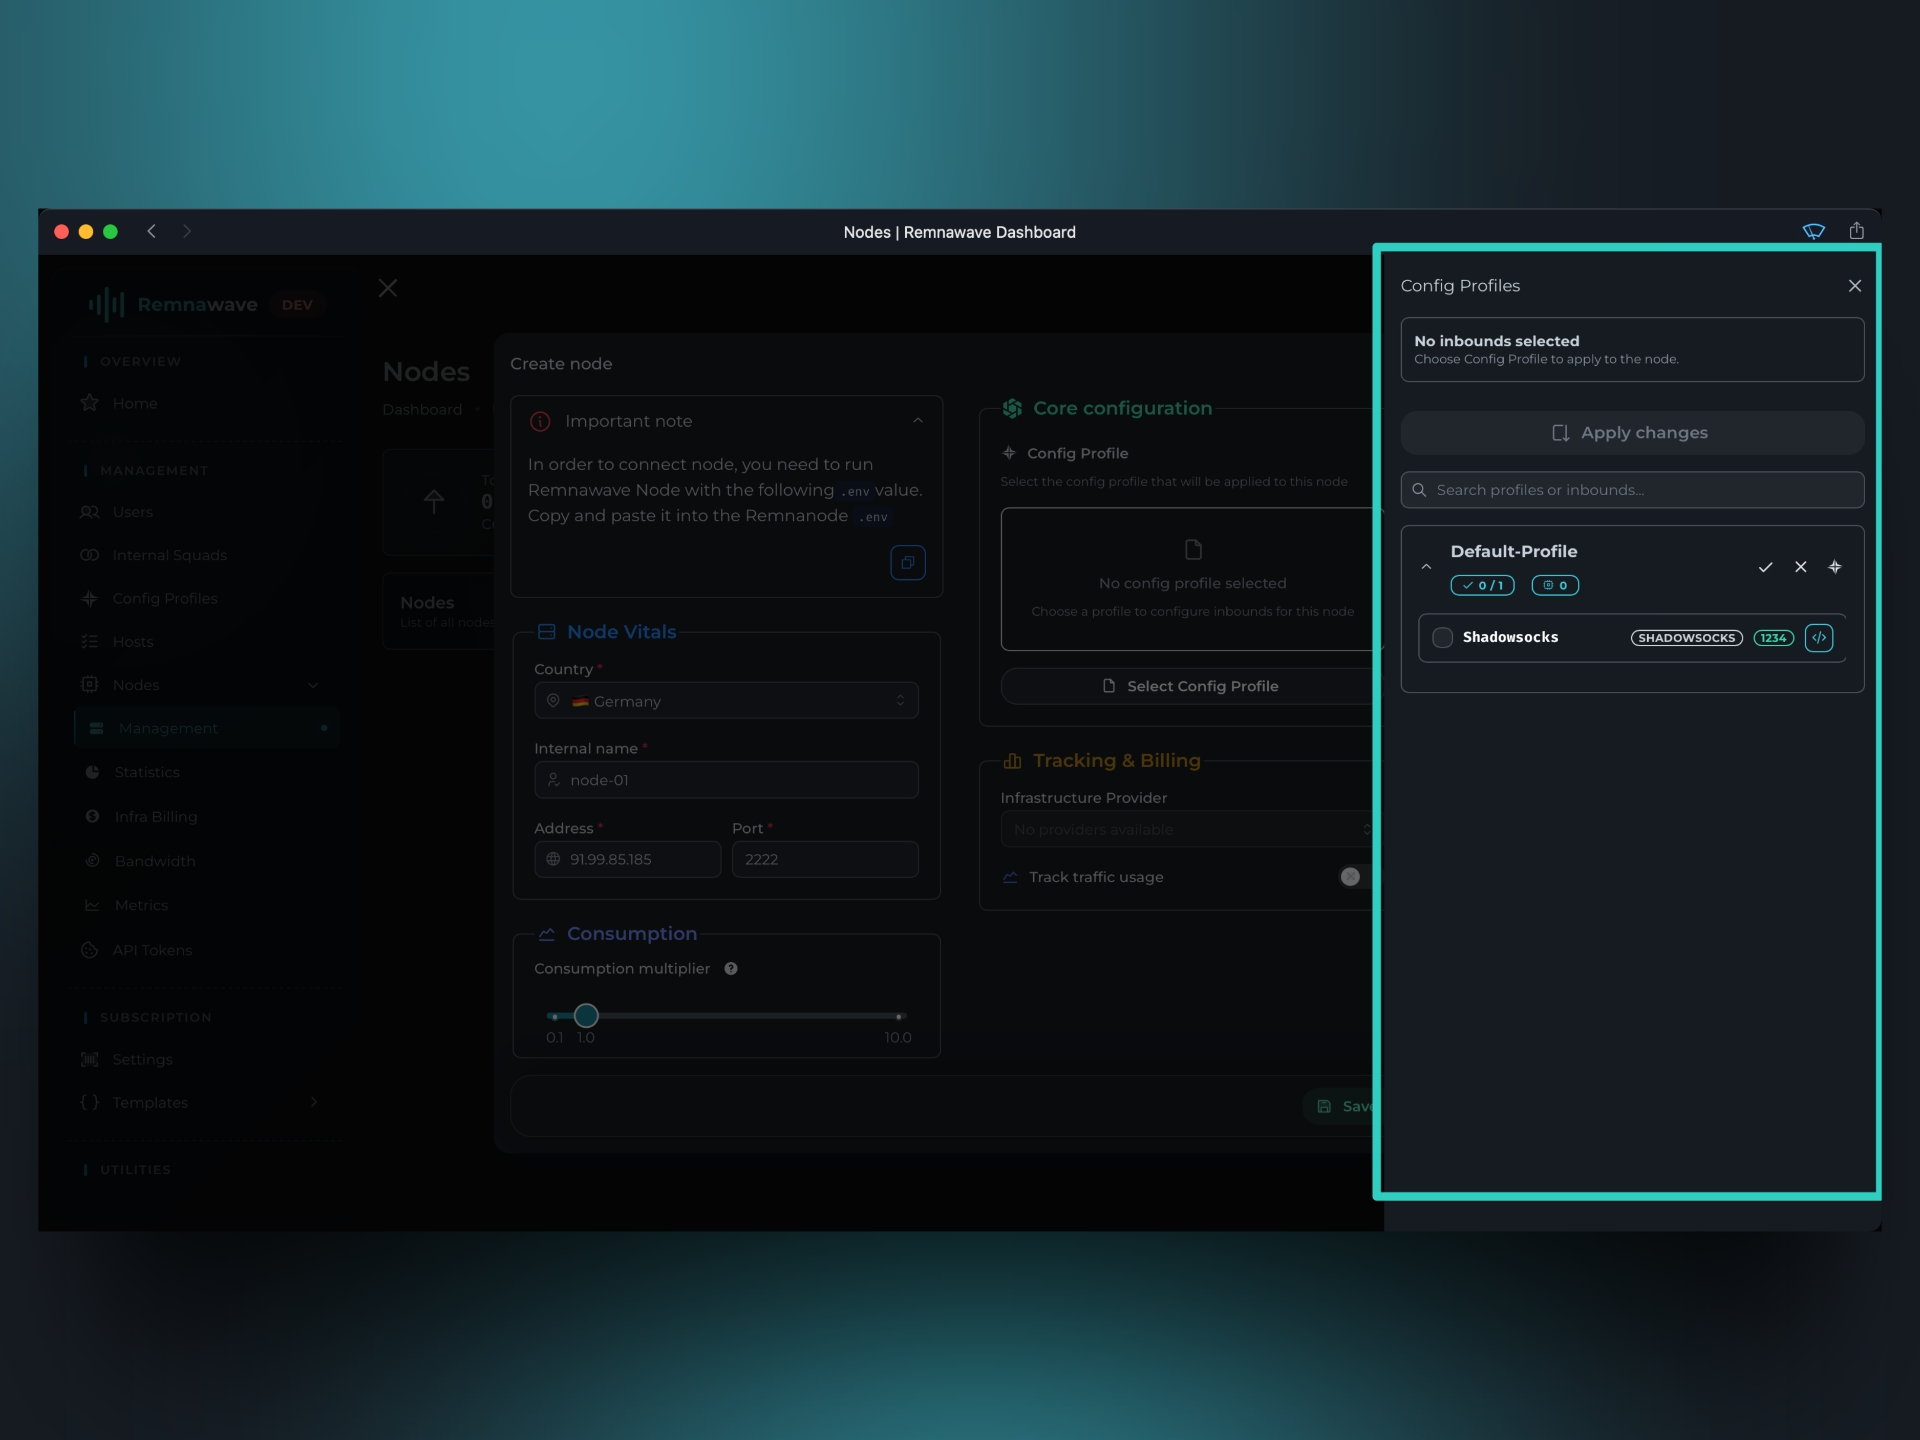 Nodes | Remnawave Dashboard
Remnawave DEV
OVERVIEW
Home
MANAGEMENT
Users
Internal Squads
Config Profiles
Hosts
Nodes
Management
Statistics
Infra Billing
Bandwidth
Metrics
API Tokens
SUBSCRIPTION
Settings
Templates
UTILITIES
Nodes
Dashboard
Nodes
List of all nodes
Create node
Important note
In order to connect node, you need to run
Remnawave Node with the following .env value.
Copy and paste it into the Remnanode .env
Node Vitals
Country *
Germany
Internal name *
node-01
Address * Port *
91.99.85.185 2222
Consumption
Consumption multiplier
0.1 1.0 10.0
Core configuration
Config Profile
Select the config profile that will be applied to this node
No config profile selected
Choose a profile to configure inbounds for this node
Select Config Profile
Tracking & Billing
Infrastructure Provider
No providers available
Track traffic usage
Save
Config Profiles
No inbounds selected
Choose Config Profile to apply to the node.
Apply changes
Search profiles or inbounds...
Default-Profile
0 / 1 0
Shadowsocks SHADOWSOCKS 1234